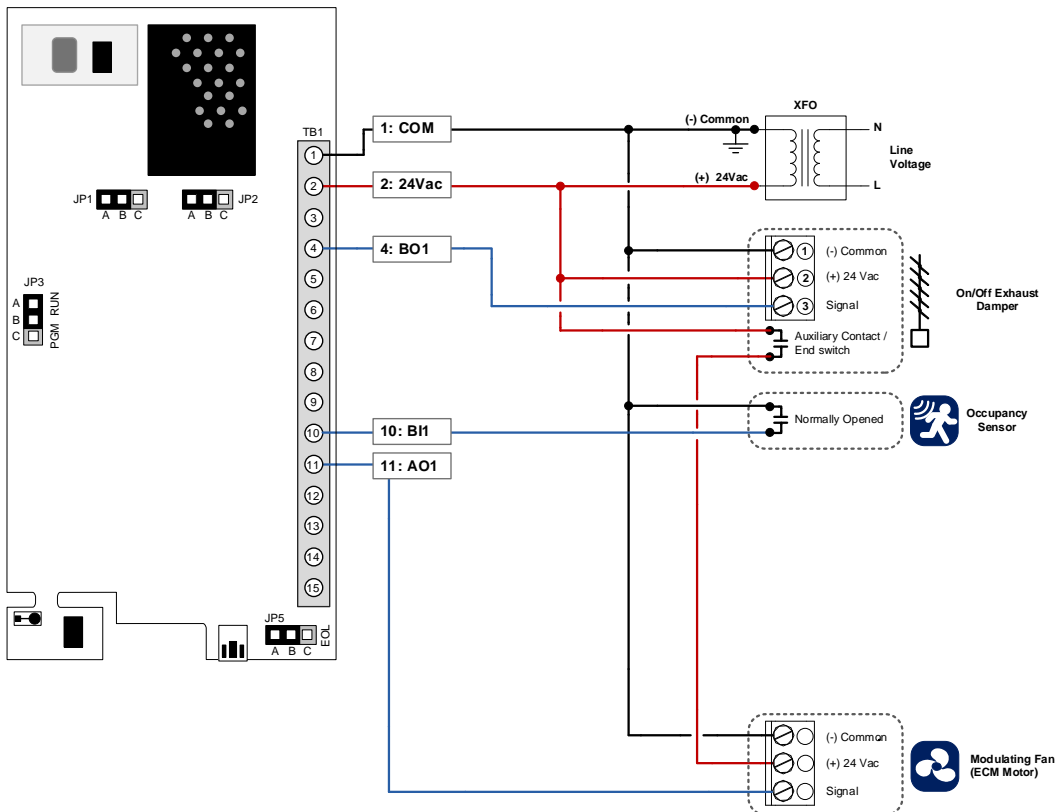 XFO
(-) Common
N
Line
Voltage
(+) 24Vac
L
TB1
1: COM
2: 24Vac
4: BO1
10: BI1
11: AO1
1
2
3
4
5
6
7
8
9
10
11
12
13
14
15
JP1
A B C
JP2
A B C
JP3
A
B
C
RUN
PGM
JP5
A B C
EOL
1 (-) Common
2 (+) 24 Vac
3 Signal
Auxiliary Contact /
End switch
On/Off Exhaust
Damper
Normally Opened
Occupancy
Sensor
(-) Common
(+) 24 Vac
Signal
Modulating Fan
(ECM Motor)